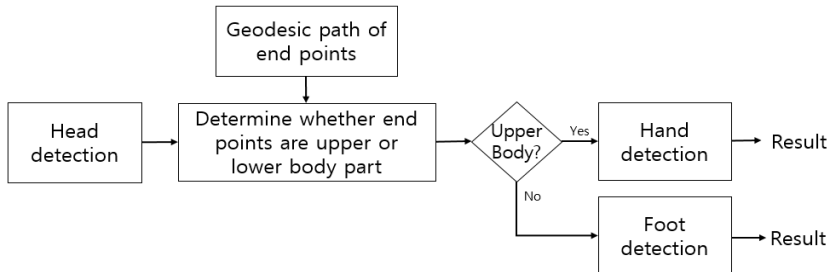 Geodesic path of
end points
Head
detection
Determine whether end
points are upper or
lower body part
Upper
Body?
Yes
Hand
detection
Result
No
Foot
detection
Result